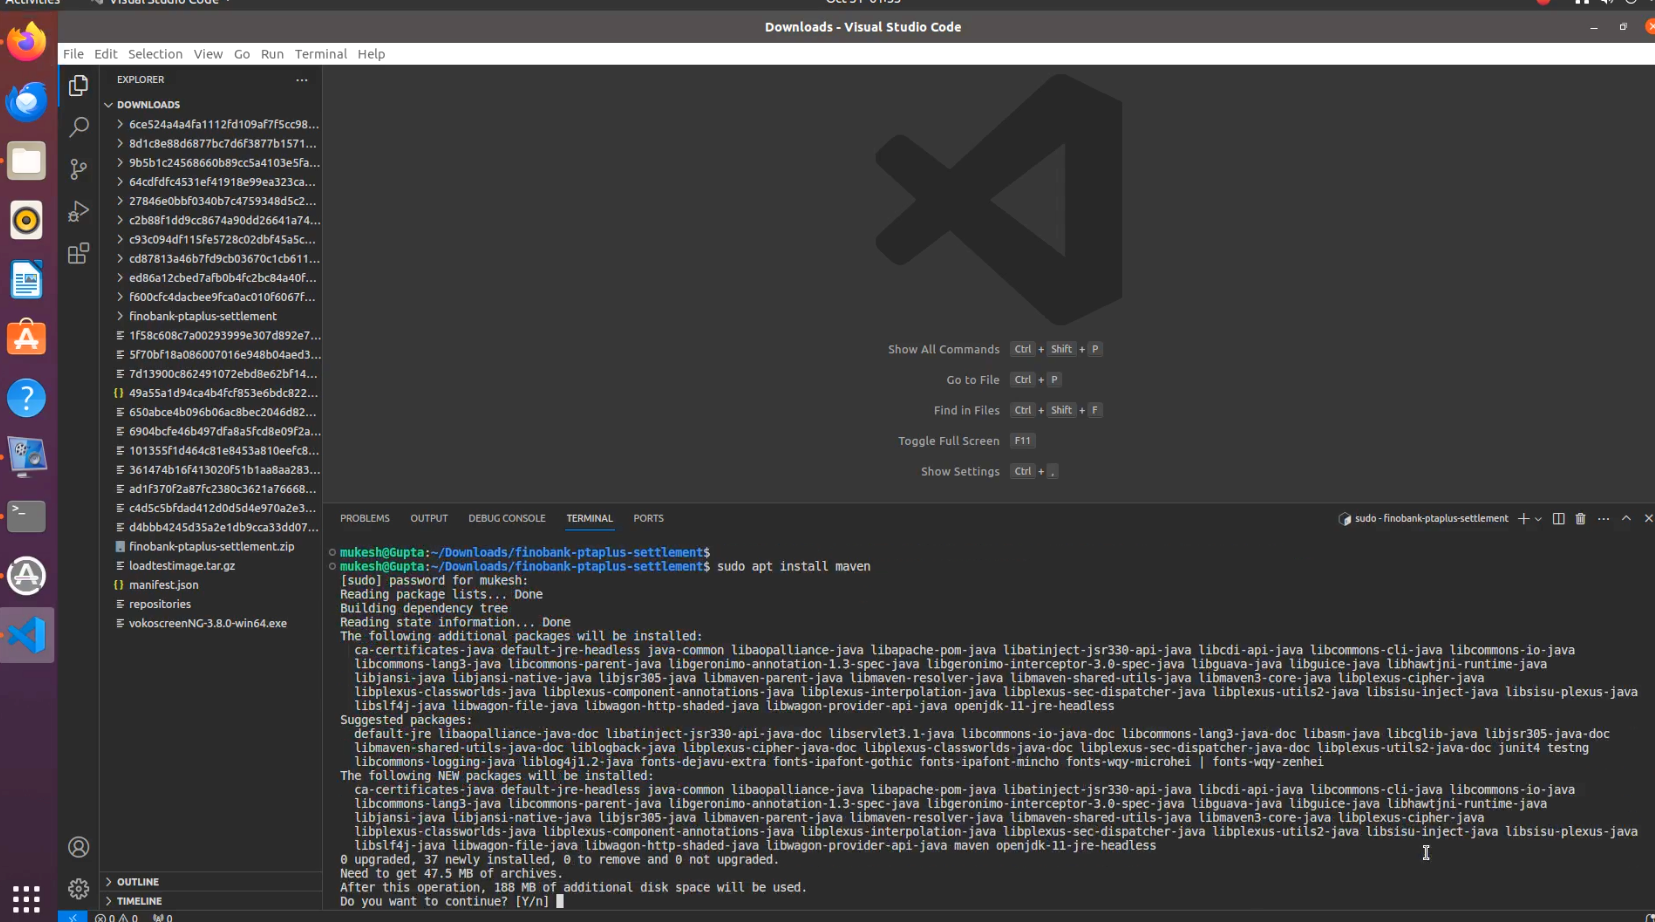 Downloads - Visual Studio Code
File Edit Selection View Go Run Terminal Help
EXPLORER
DOWNLOADS
6ce524a4a4fa1112fd109af7f5cc98...
8d1c8e88d6877bc7d6f3877b1571...
9b5b1c24568660b89cc5a4103e5fa...
64cdfdfc4531ef41918e99ea323ca...
27846e0bbf0340b7c4759348d5c2...
c2b88f1dd9cc8674a90dd26641a74...
c93c094df115fe5728c02dbf45a5c...
cd87813a46b7fd9cb03670c1cb611...
ed86a12cbed7afb0b4fc2bc84a40f...
f600cfc4dacbee9fca0ac010f6067f...
finobank-ptaplus-settlement
1f58c608c7a00293999e307d892e7...
5f70bf18a086007016e948b04aed3...
7d13900c862491072ebd8e62bf14...
49a55a1d94ca4b4fcf853e6bdc822...
650abce4b096b06ac8bec2046d82...
6904bcfe46b497dfa8a5fcd8e09f2a...
101355f1d464c81e8453a810eefc8...
361474b16f413020f51b1aa8aa283...
ad1f370f2a87fc2380c3621a76668...
c4d5c5bfdad412d0d5d4e970a2e3...
d4bbb4245d35a2e1db9cca33dd07...
finobank-ptaplus-settlement.zip
loadtestimage.tar.gz
manifest.json
repositories
vokoscreenNG-3.8.0-win64.exe
OUTLINE
TIMELINE
Show All Commands Ctrl + Shift + P
Go to File Ctrl + P
Find in Files Ctrl + Shift + F
Toggle Full Screen F11
Show Settings Ctrl + ,
PROBLEMS OUTPUT DEBUG CONSOLE TERMINAL PORTS
sudo - finobank-ptaplus-settlement
mukesh@Gupta:~/Downloads/finobank-ptaplus-settlement$
mukesh@Gupta:~/Downloads/finobank-ptaplus-settlement$ sudo apt install maven
[sudo] password for mukesh:
Reading package lists... Done
Building dependency tree
Reading state information... Done
The following additional packages will be installed:
ca-certificates-java default-jre-headless java-common libaopalliance-java libapache-pom-java libatinject-jsr330-api-java libcdi-api-java libcommons-cli-java libcommons-io-java
libcommons-lang3-java libcommons-parent-java libgeronimo-annotation-1.3-spec-java libgeronimo-interceptor-3.0-spec-java libguava-java libguice-java libhawtjni-runtime-java
libjansi-java libjansi-native-java libjsr305-java libmaven-parent-java libmaven-resolver-java libmaven-shared-utils-java libmaven3-core-java libplexus-cipher-java
libplexus-classworlds-java libplexus-component-annotations-java libplexus-interpolation-java libplexus-sec-dispatcher-java libplexus-utils2-java libsisu-inject-java libsisu-plexus-java
libslf4j-java libwagon-file-java libwagon-http-shaded-java libwagon-provider-api-java openjdk-11-jre-headless
Suggested packages:
default-jre libaopalliance-java-doc libatinject-jsr330-api-java-doc libservlet3.1-java libcommons-io-java-doc libcommons-lang3-java-doc libasm-java libcglib-java libjsr305-java-doc
libmaven-shared-utils-java-doc liblogback-java libplexus-cipher-java-doc libplexus-classworlds-java-doc libplexus-sec-dispatcher-java-doc libplexus-utils2-java-doc junit4 testng
libcommons-logging-java liblog4j1.2-java fonts-dejavu-extra fonts-ipafont-gothic fonts-ipafont-mincho fonts-wqy-microhei | fonts-wqy-zenhei
The following NEW packages will be installed:
ca-certificates-java default-jre-headless java-common libaopalliance-java libapache-pom-java libatinject-jsr330-api-java libcdi-api-java libcommons-cli-java libcommons-io-java
libcommons-lang3-java libcommons-parent-java libgeronimo-annotation-1.3-spec-java libgeronimo-interceptor-3.0-spec-java libguava-java libguice-java libhawtjni-runtime-java
libjansi-java libjansi-native-java libjsr305-java libmaven-parent-java libmaven-resolver-java libmaven-shared-utils-java libmaven3-core-java libplexus-cipher-java
libplexus-classworlds-java libplexus-component-annotations-java libplexus-interpolation-java libplexus-sec-dispatcher-java libplexus-utils2-java libsisu-inject-java libsisu-plexus-java
libslf4j-java libwagon-file-java libwagon-http-shaded-java libwagon-provider-api-java maven openjdk-11-jre-headless
0 upgraded, 37 newly installed, 0 to remove and 0 not upgraded.
Need to get 47.5 MB of archives.
After this operation, 188 MB of additional disk space will be used.
Do you want to continue? [Y/n]